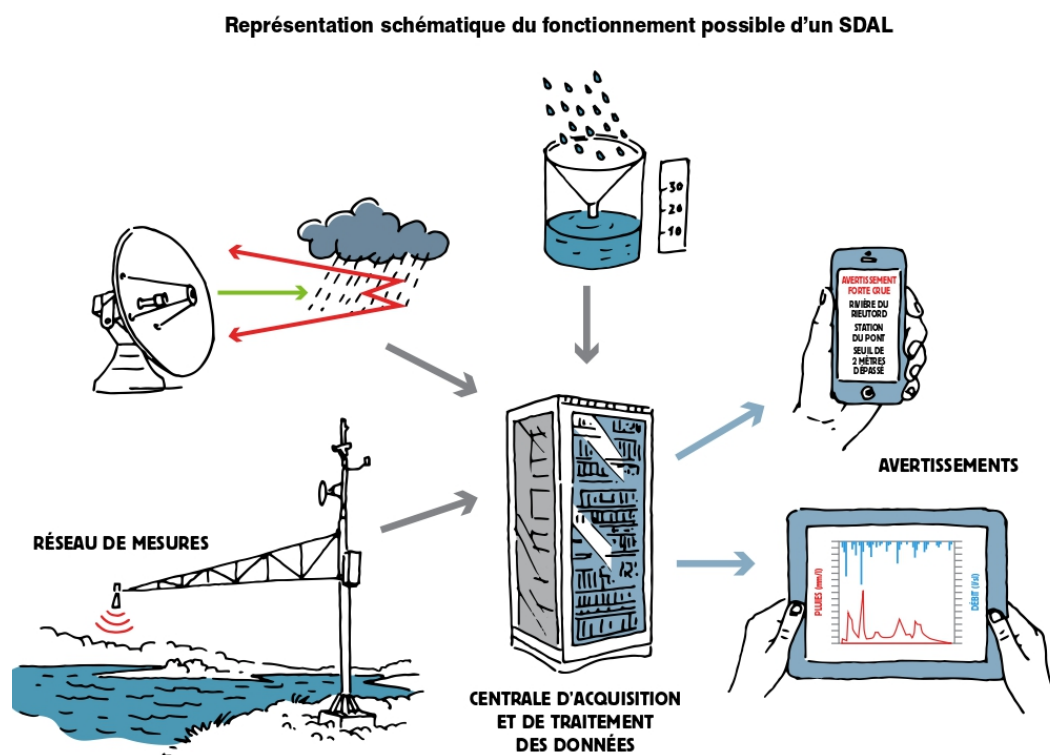 Représentation schématique du fonctionnement possible d'un SDAL
30
20
10
AVERTISSEMENT
FORTE CRUE
RIVIÈRE DU
RIEUTORD
STATION
DU PONT
SEUIL DE
2 MÈTRES
DÉPASSÉ
AVERTISSEMENTS
RÉSEAU DE MESURES
PLUIES (mm/l)
DÉBIT (l/s)
CENTRALE D'ACQUISITION
ET DE TRAITEMENT
DES DONNÉES